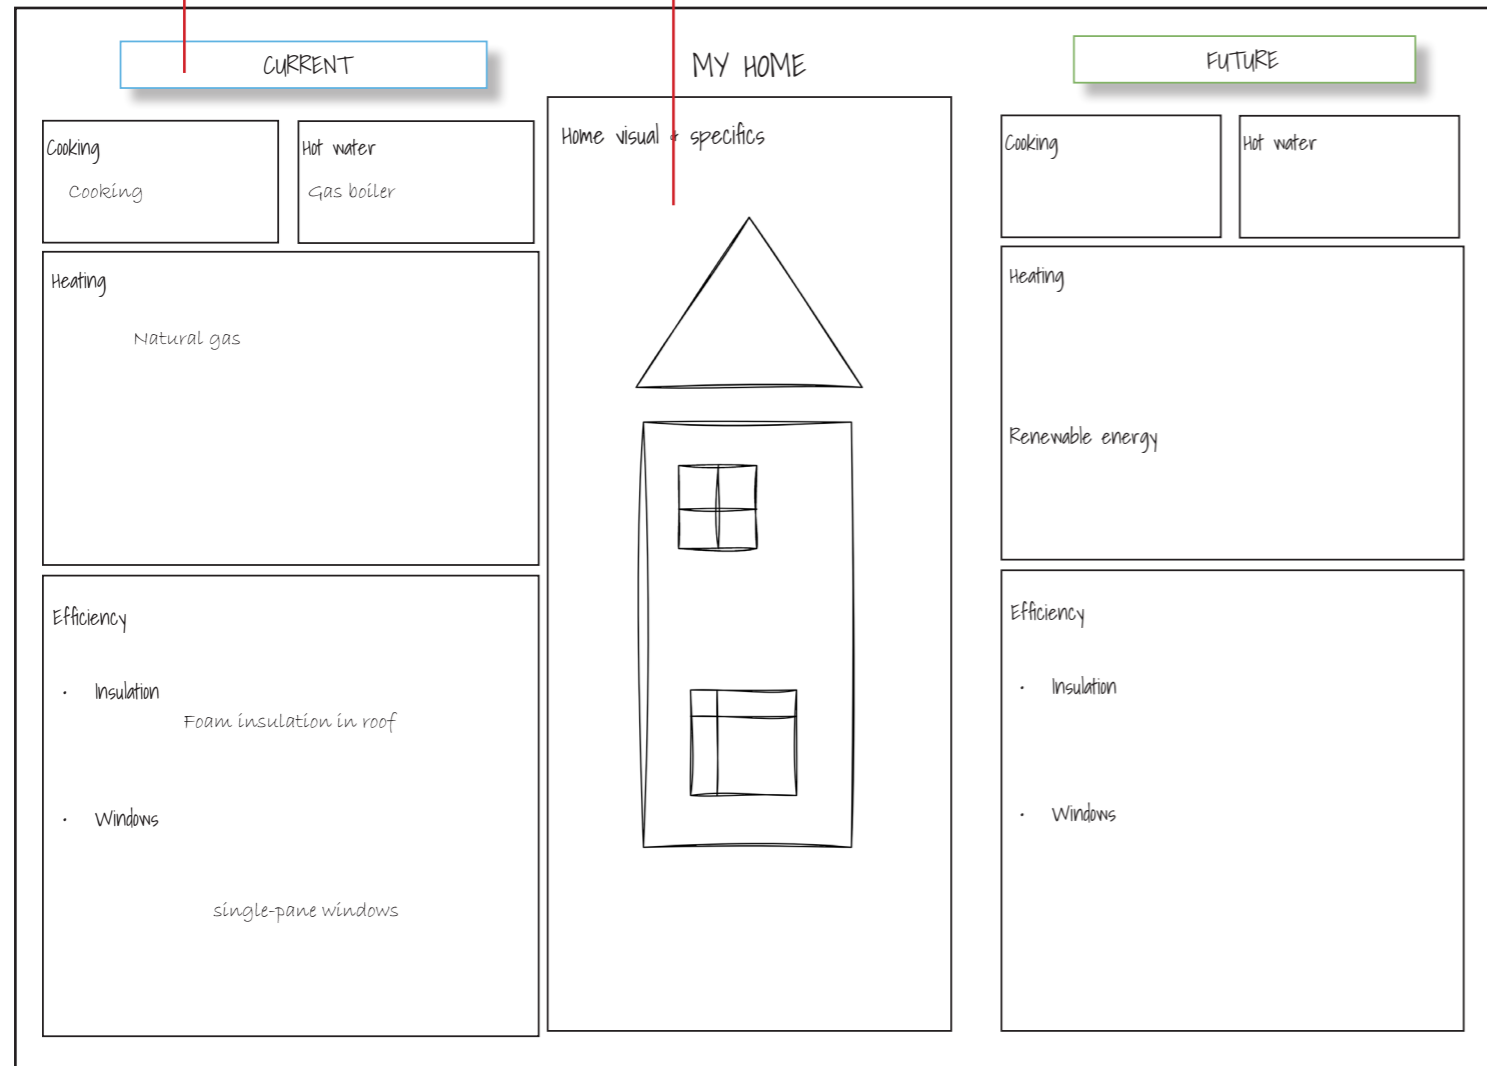 CURRENT
MY HOME
FUTURE
Cooking
Cooking
Hot water
Gas boiler
Heating
Natural gas
Efficiency
• Insulation
Foam insulation in roof
• Windows
single-pane windows
Home visual & specifics
Cooking
Hot water
Heating
Renewable energy
Efficiency
• Insulation
• Windows